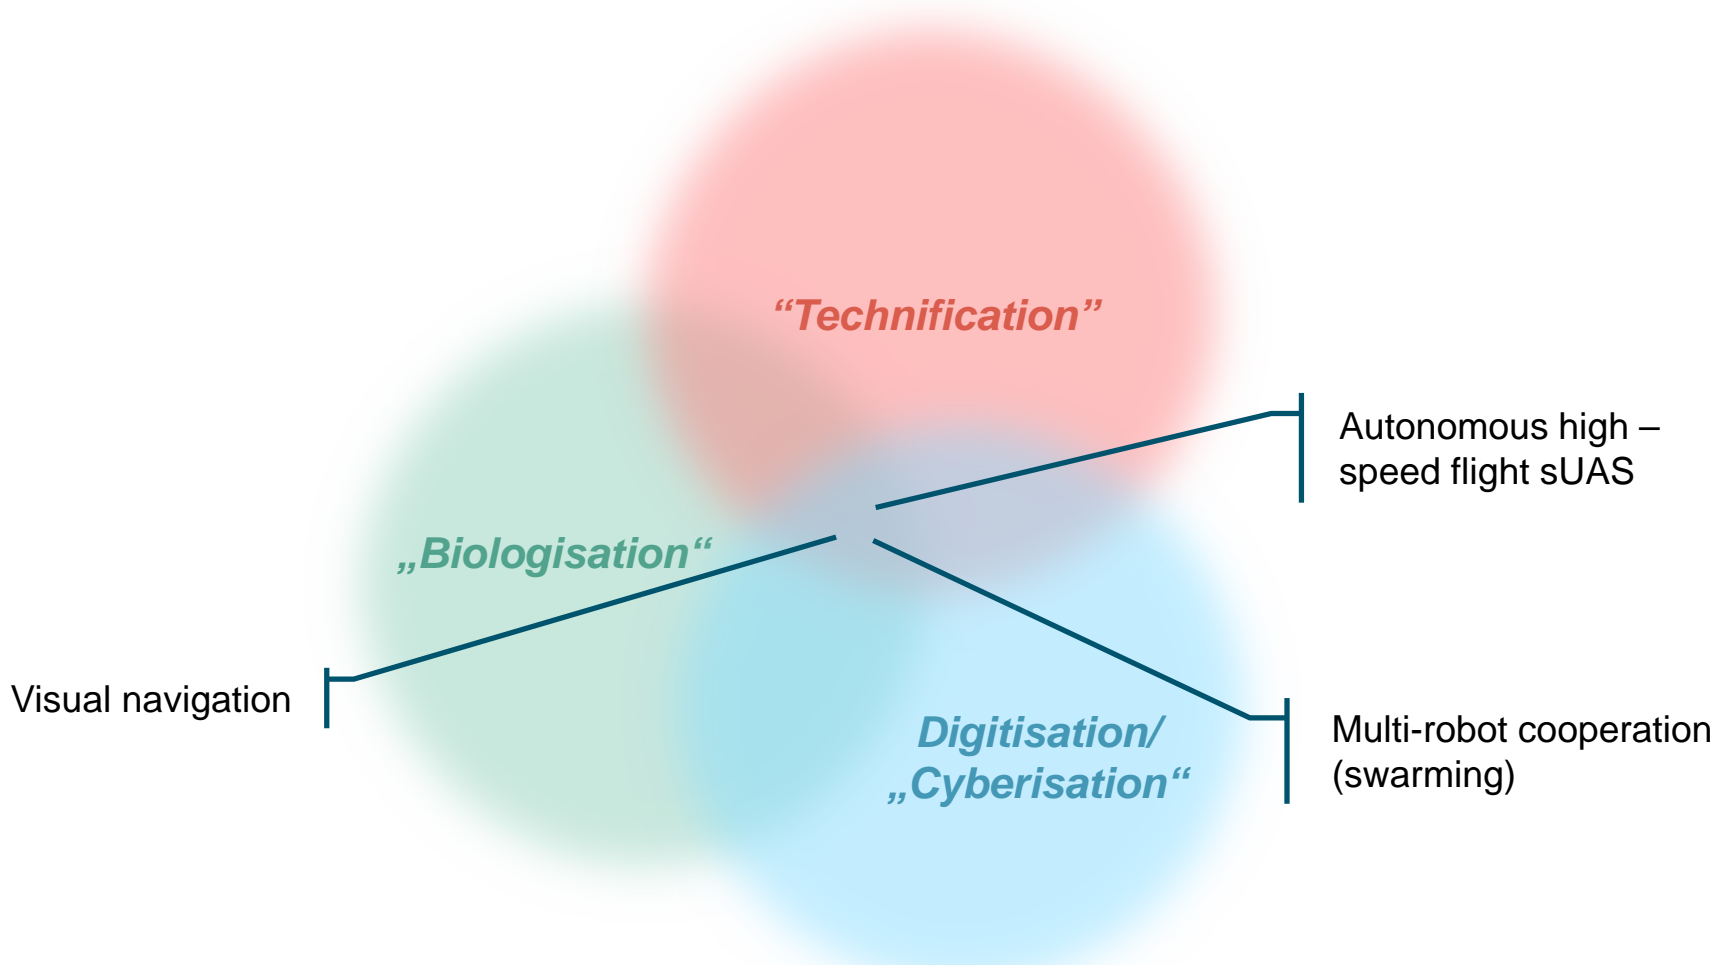 “Technification”
Autonomous high –
speed flight sUAS
„Biologisation“
Visual navigation
Digitisation/
„Cyberisation“
Multi-robot cooperation
(swarming)